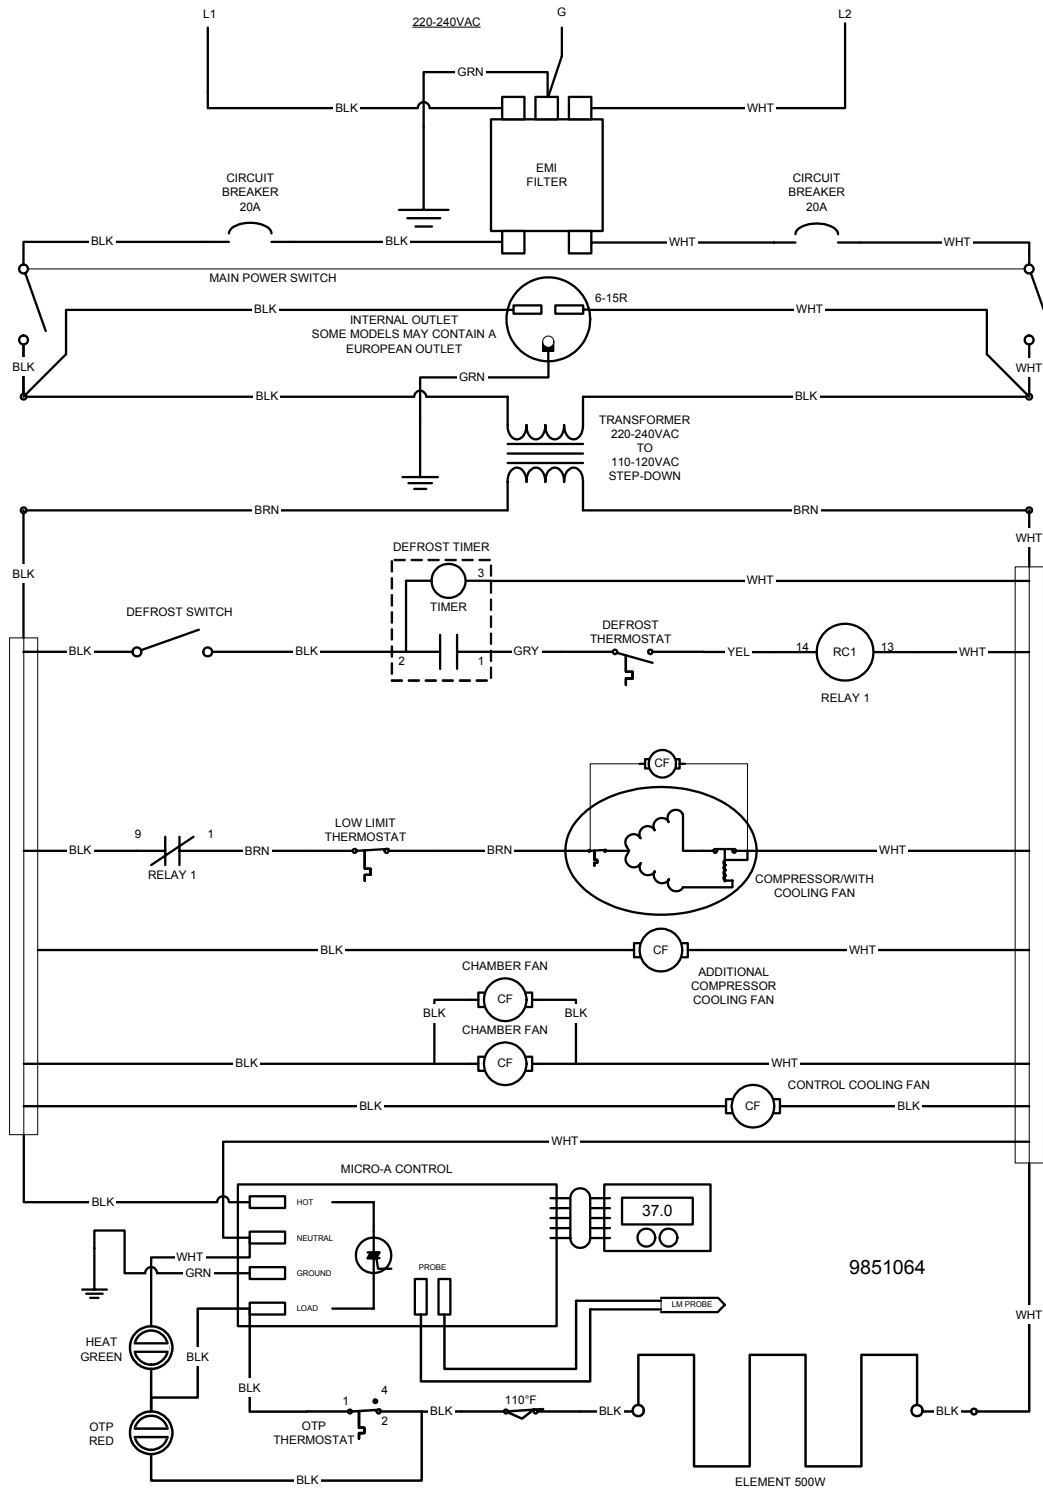 L1
220-240VAC
G
L2
GRN
BLK
WHT
EMI
FILTER
CIRCUIT
BREAKER
20A
CIRCUIT
BREAKER
20A
BLK
BLK
WHT
WHT
MAIN POWER SWITCH
BLK
6-15R
WHT
INTERNAL OUTLET
SOME MODELS MAY CONTAIN A
EUROPEAN OUTLET
BLK
WHT
GRN
BLK
BLK
TRANSFORMER
220-240VAC
TO
110-120VAC
STEP-DOWN
BRN
BRN
BLK
WHT
DEFROST TIMER
3
WHT
TIMER
DEFROST SWITCH
BLK
BLK
2
1
GRY
DEFROST
THERMOSTAT
YEL
14
RC1
13
WHT
RELAY 1
CF
9
1
BLK
RELAY 1
BRN
LOW LIMIT
THERMOSTAT
BRN
WHT
COMPRESSOR/WITH
COOLING FAN
BLK
CF
WHT
ADDITIONAL
COMPRESSOR
COOLING FAN
CHAMBER FAN
CF
BLK
BLK
CHAMBER FAN
BLK
CF
WHT
CONTROL COOLING FAN
BLK
CF
BLK
WHT
MICRO-A CONTROL
BLK
HOT
37.0
NEUTRAL
WHT
GRN
GROUND
PROBE
9851064
LOAD
LM PROBE
WHT
HEAT
GREEN
BLK
BLK
4
1
2
110°F
BLK
BLK
BLK
OTP
THERMOSTAT
OTP
RED
BLK
ELEMENT 500W